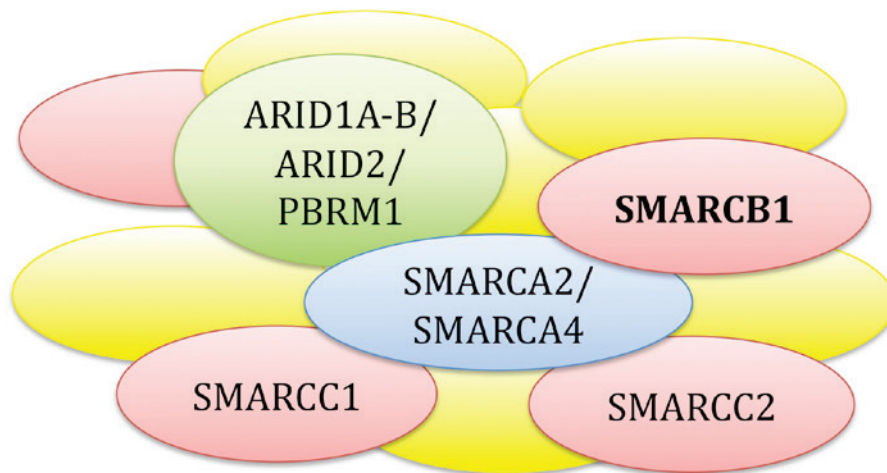 ARID1A-B/
ARID2/
PBRM1
SMARCB1
SMARCA2/
SMARCA4
SMARCC1
SMARCC2